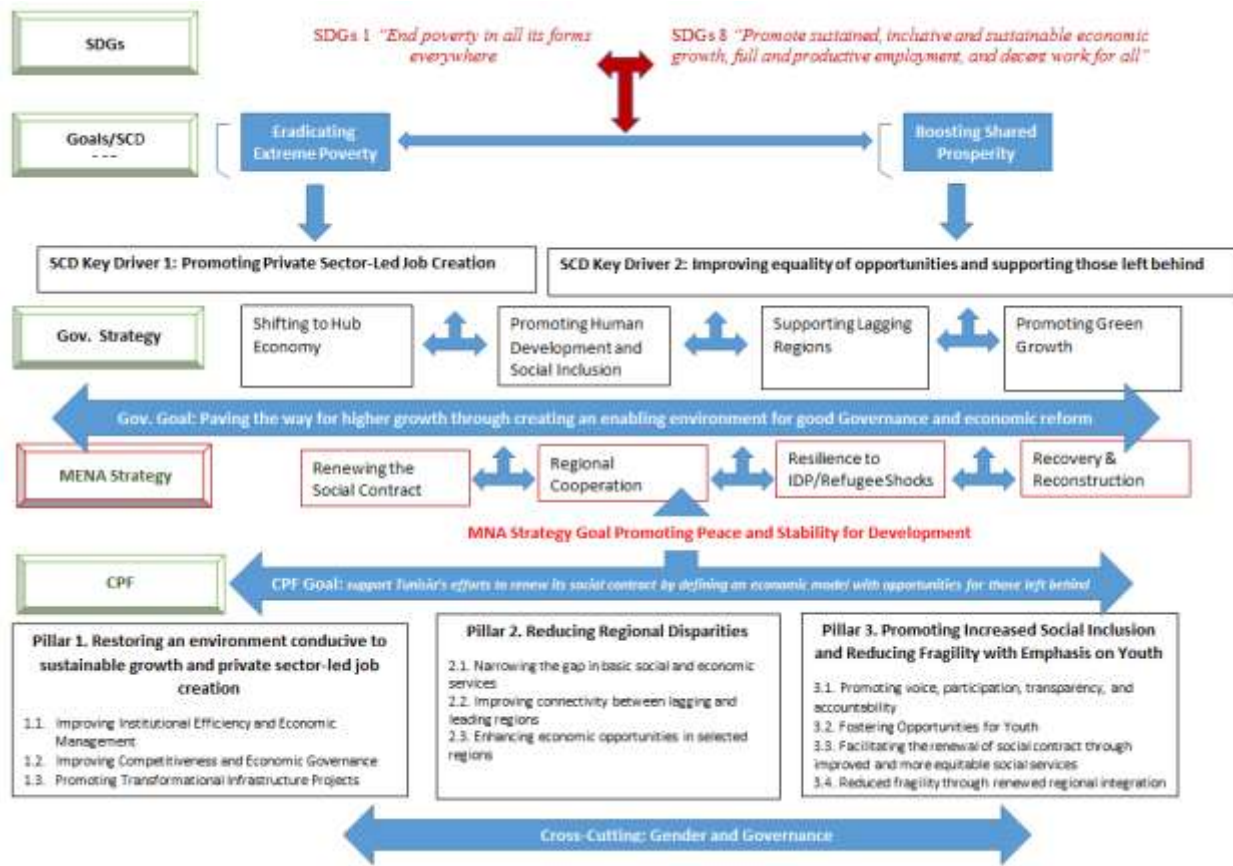 SDGs
SDGs 1 "End poverty in all its forms
everywhere
SDGs 8 "Promote sustained, inclusive and sustainable economic
growth, full and productive employment, and decent work for all"
Goals/SCD
---
Eradicating
Extreme Poverty
Boosting Shared
Prosperity
SCD Key Driver 1: Promoting Private Sector-Led Job Creation
SCD Key Driver 2: Improving equality of opportunities and supporting those left behind
Gov. Strategy
Shifting to Hub
Economy
Promoting Human
Development and
Social Inclusion
Supporting Lagging
Regions
Promoting Green
Growth
Gov. Goal: Paving the way for higher growth through creating an enabling environment for good Governance and economic reform
MENA Strategy
Renewing the
Social Contract
Regional
Cooperation
Resilience to
IDP/Refugee Shocks
Recovery &
Reconstruction
MNA Strategy Goal Promoting Peace and Stability for Development
CPF
CPF Goal: support Tunisia's efforts to renew its social contract by defining an economic model with opportunities for those left behind
Pillar 1. Restoring an environment conducive to
sustainable growth and private sector-led job
creation
1.1. Improving Institutional Efficiency and Economic
Management
1.2. Improving Competitiveness and Economic Governance
1.3. Promoting Transformational Infrastructure Projects
Pillar 2. Reducing Regional Disparities
2.1. Narrowing the gap in basic social and economic
services
2.2. Improving connectivity between lagging and
leading regions
2.3. Enhancing economic opportunities in selected
regions
Pillar 3. Promoting Increased Social Inclusion
and Reducing Fragility with Emphasis on Youth
3.1. Promoting voice, participation, transparency, and
accountability
3.2. Fostering Opportunities for Youth
3.3. Facilitating the renewal of social contract through
improved and more equitable social services
3.4. Reduced fragility through renewed regional integration
Cross-Cutting: Gender and Governance